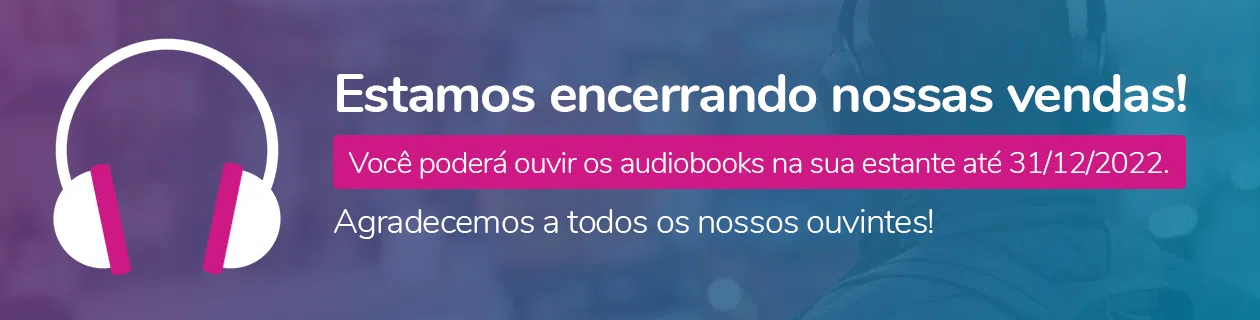 Estamos encerrando nossas vendas!
Você poderá ouvir os audiobooks na sua estante até 31/12/2022.
Agradecemos a todos os nossos ouvintes!